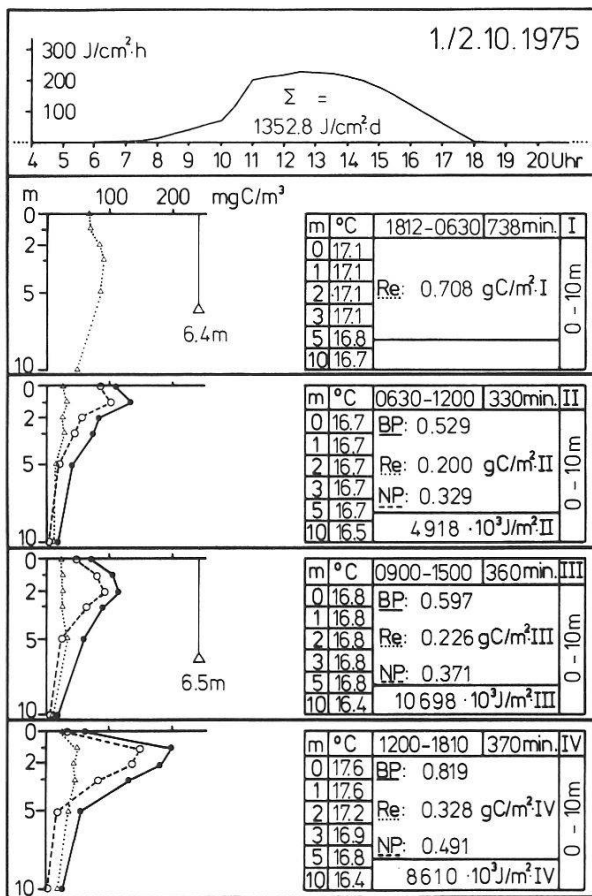 1./2.10.1975
300 J/cm²·h
200
100
Σ =
1352.8 J/cm²·d
4 5 6 7 8 9 10 11 12 13 14 15 16 17 18 19 20 Uhr
m 100 200 mgC/m³
0
2
5
10
6.4m
m °C 1812-0630 738min. I
0 17.1
1 17.1
2 17.1
3 17.1
5 16.8
10 16.7
Re: 0.708 gC/m²·I
0 - 10m
0
2
5
10
m °C 0630-1200 330min. II
0 16.7
1 16.7
2 16.7
3 16.7
5 16.7
10 16.5
BP: 0.529
Re: 0.200 gC/m²·II
NP: 0.329
4918 ·10³J/m²·II
0 - 10m
0
2
5
10
6.5m
m °C 0900-1500 360min. III
0 16.8
1 16.8
2 16.8
3 16.8
5 16.8
10 16.4
BP: 0.597
Re: 0.226 gC/m²·III
NP: 0.371
10698 ·10³J/m²·III
0 - 10m
0
2
5
10
m °C 1200-1810 370min. IV
0 17.6
1 17.6
2 17.2
3 16.9
5 16.8
10 16.4
BP: 0.819
Re: 0.328 gC/m²·IV
NP: 0.491
8610 ·10³J/m²·IV
0 - 10m